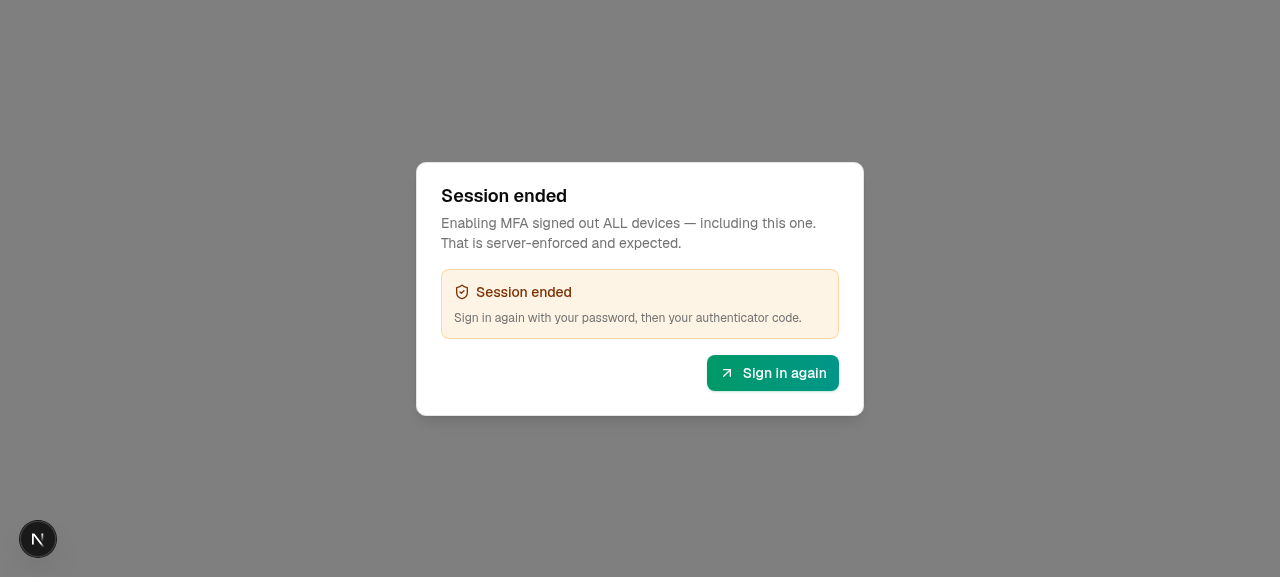 Session ended
Enabling MFA signed out ALL devices — including this one.
That is server-enforced and expected.
Session ended
Sign in again with your password, then your authenticator code.
Sign in again
N